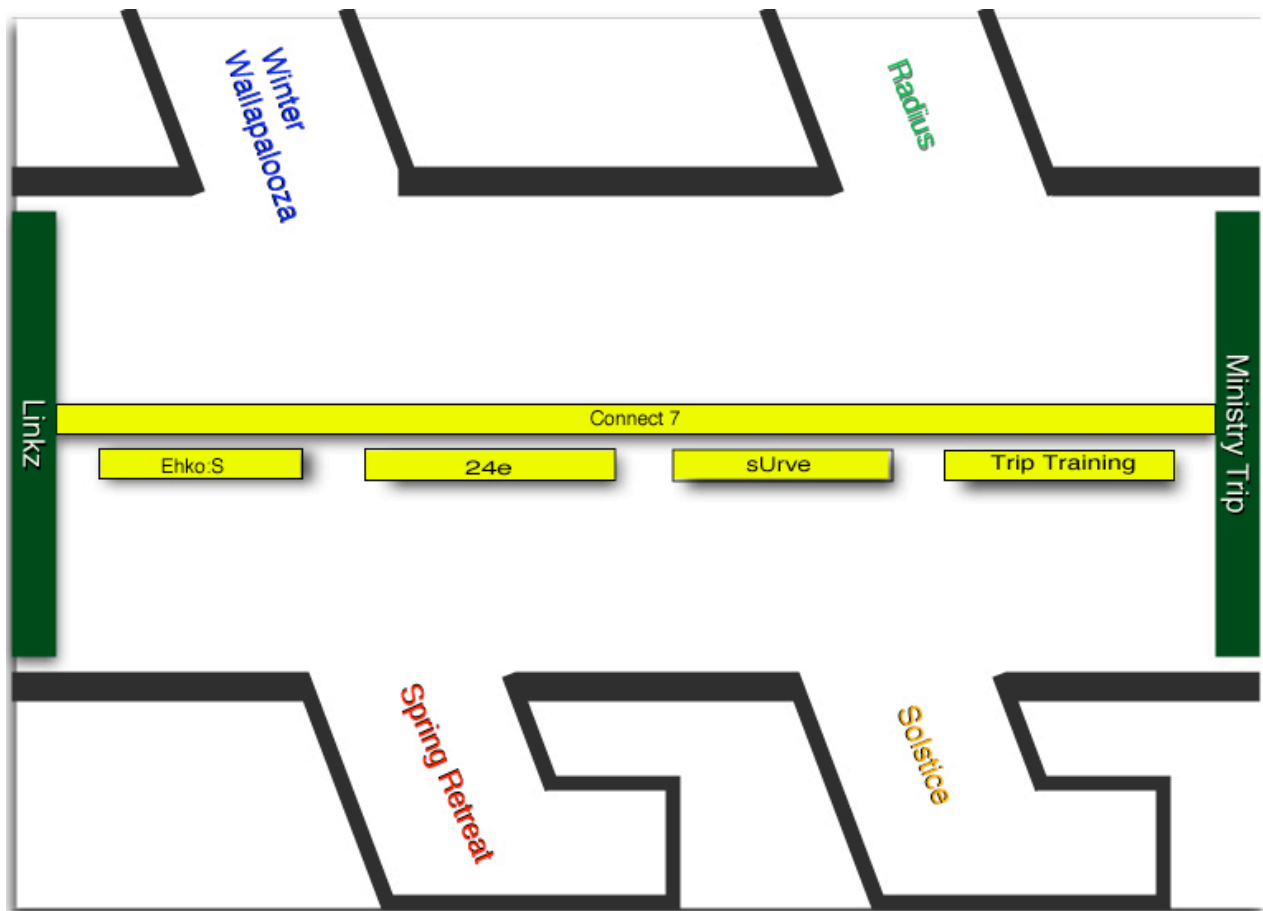 Winter
Wallapalooza
Radius
Linkz
Connect 7
Ministry Trip
Ehko:S
24e
sUrve
Trip Training
Spring Retreat
Solstice